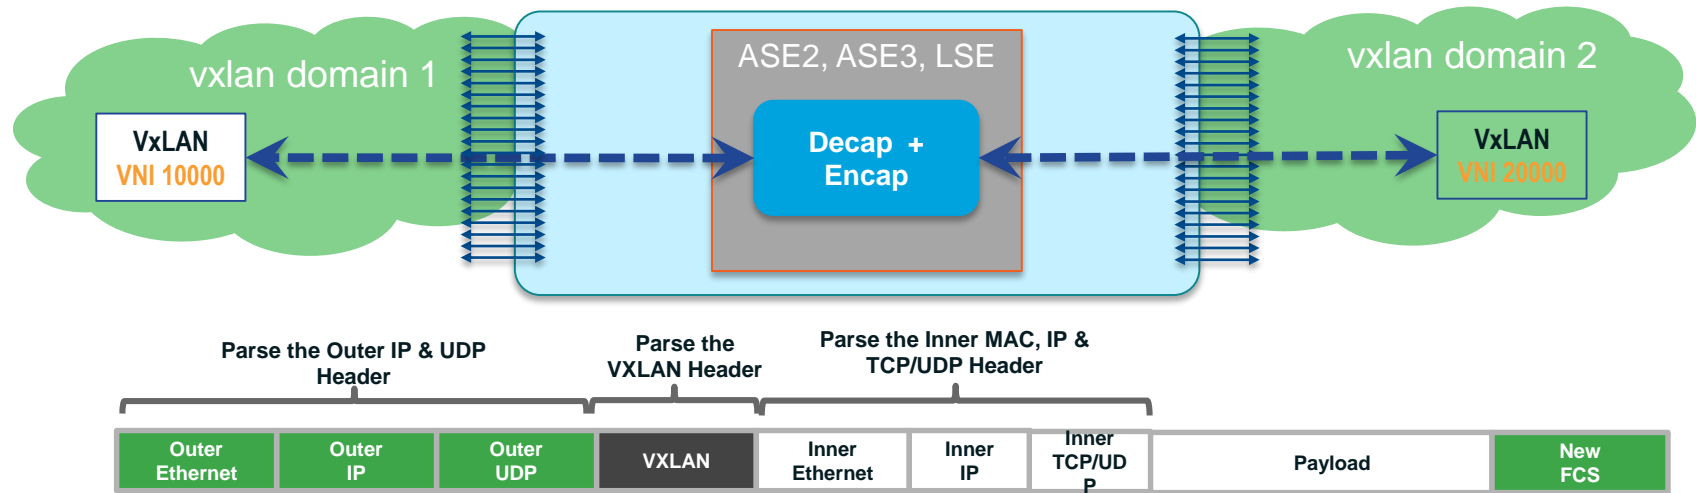 vxlan domain 1
ASE2, ASE3, LSE
vxlan domain 2
VxLAN
VNI 10000
Decap +
Encap
VxLAN
VNI 20000
Parse the Outer IP & UDP
Header
Parse the
VXLAN Header
Parse the Inner MAC, IP &
TCP/UDP Header
Outer
Ethernet
Outer
IP
Outer
UDP
VXLAN
Inner
Ethernet
Inner
IP
Inner
TCP/UD
P
Payload
New
FCS